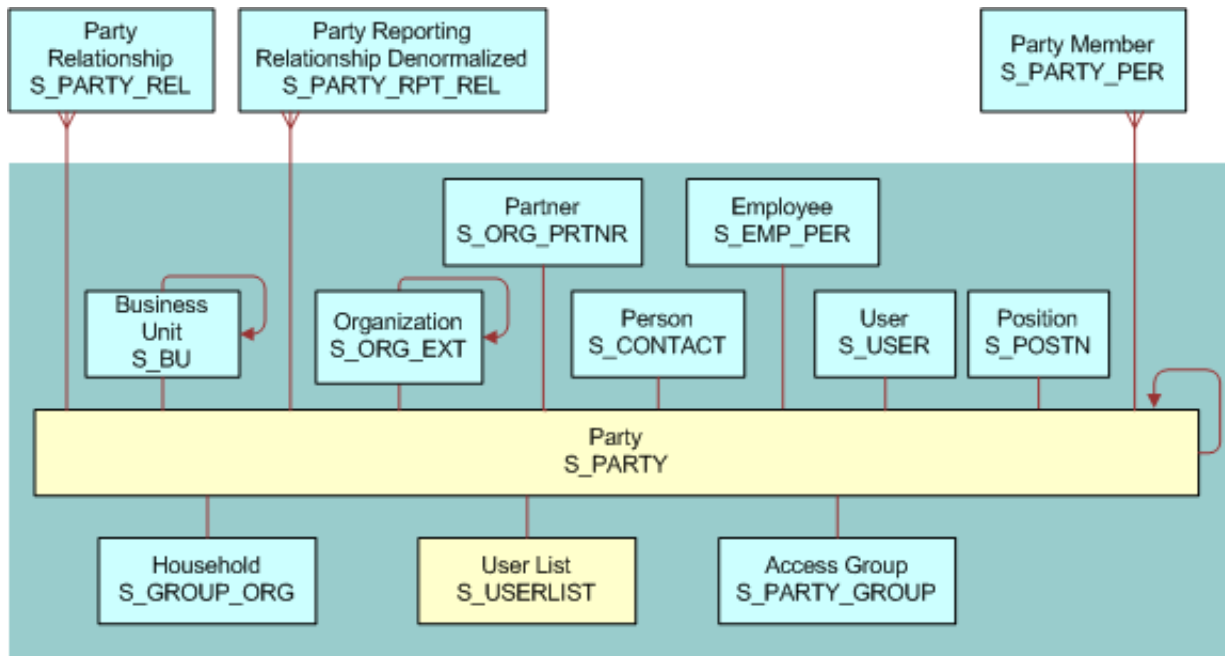 Party
Relationship
S_PARTY_REL
Party Reporting
Relationship Denormalized
S_PARTY_RPT_REL
Party Member
S_PARTY_PER
Partner
S_ORG_PRTNR
Employee
S_EMP_PER
Business
Unit
S_BU
Organization
S_ORG_EXT
Person
S_CONTACT
User
S_USER
Position
S_POSTN
Party
S_PARTY
Household
S_GROUP_ORG
User List
S_USERLIST
Access Group
S_PARTY_GROUP